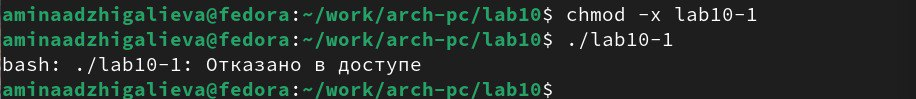 aminaadzhigalieva@fedora:~/work/arch-pc/lab10$ chmod -x lab10-1
aminaadzhigalieva@fedora:~/work/arch-pc/lab10$ ./lab10-1
bash: ./lab10-1: Отказано в доступе
aminaadzhigalieva@fedora:~/work/arch-pc/lab10$